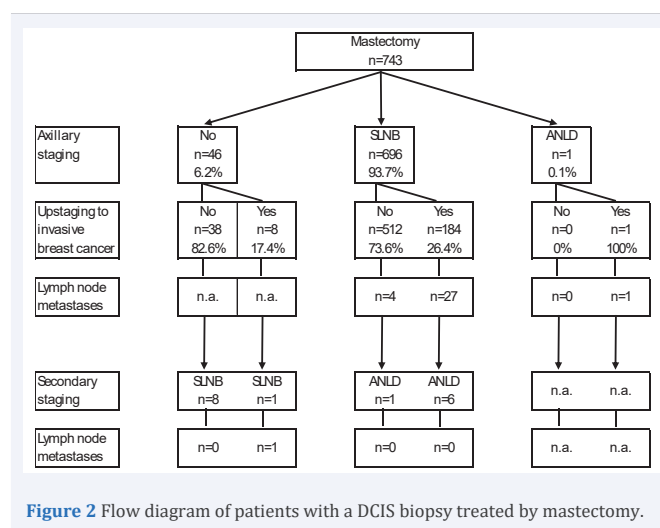 Mastectomy
n=743
Axillary
staging
No
n=46
6.2%
SLNB
n=696
93.7%
ANLD
n=1
0.1%
Upstaging to
invasive
breast cancer
No
n=38
82.6%
Yes
n=8
17.4%
No
n=512
73.6%
Yes
n=184
26.4%
No
n=0
0%
Yes
n=1
100%
Lymph node
metastases
n.a.
n.a.
n=4
n=27
n=0
n=1
Secondary
staging
SLNB
n=8
SLNB
n=1
ANLD
n=1
ANLD
n=6
n.a.
n.a.
Lymph node
metastases
n=0
n=1
n=0
n=0
n.a.
n.a.
Figure 2 Flow diagram of patients with a DCIS biopsy treated by mastectomy.